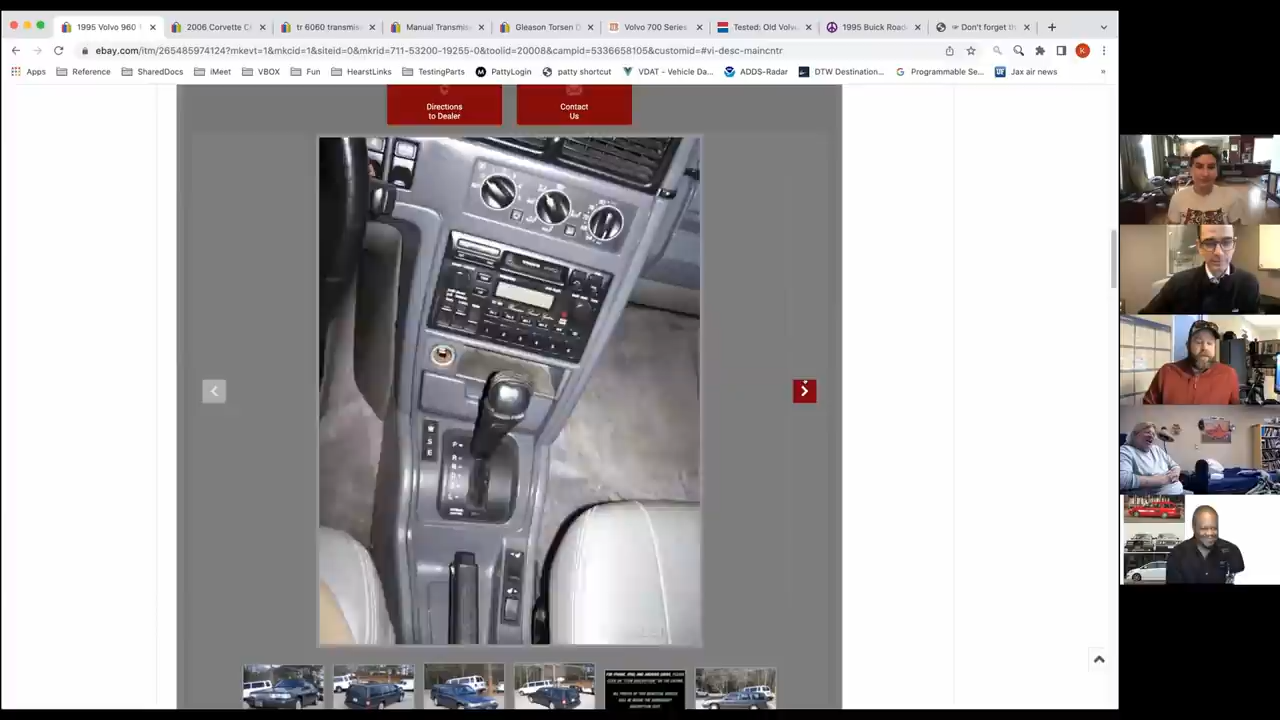 1995 Volvo 960
2006 Corvette C
tr 6060 transmis
Manual Transmis
Gleason Torsen D
Volvo 700 Series
Tested: Old Volv
1995 Buick Road
Don't forget th
ebay.com/itm/265485974124?mkevt=1&mkcid=1&siteid=0&mkrid=711-53200-19255-0&toolid=20008&campid=5336658105&customid=#vi-desc-maincntr
K
Apps
Reference
SharedDocs
iMeet
VBOX
Fun
HearstLinks
TestingParts
PattyLogin
patty shortcut
VDAT - Vehicle Da...
ADDS-Radar
DTW Destination...
Programmable Se...
Jax air news
Directions
to Dealer
Contact
Us
W
S
E
P
R
N
D
L